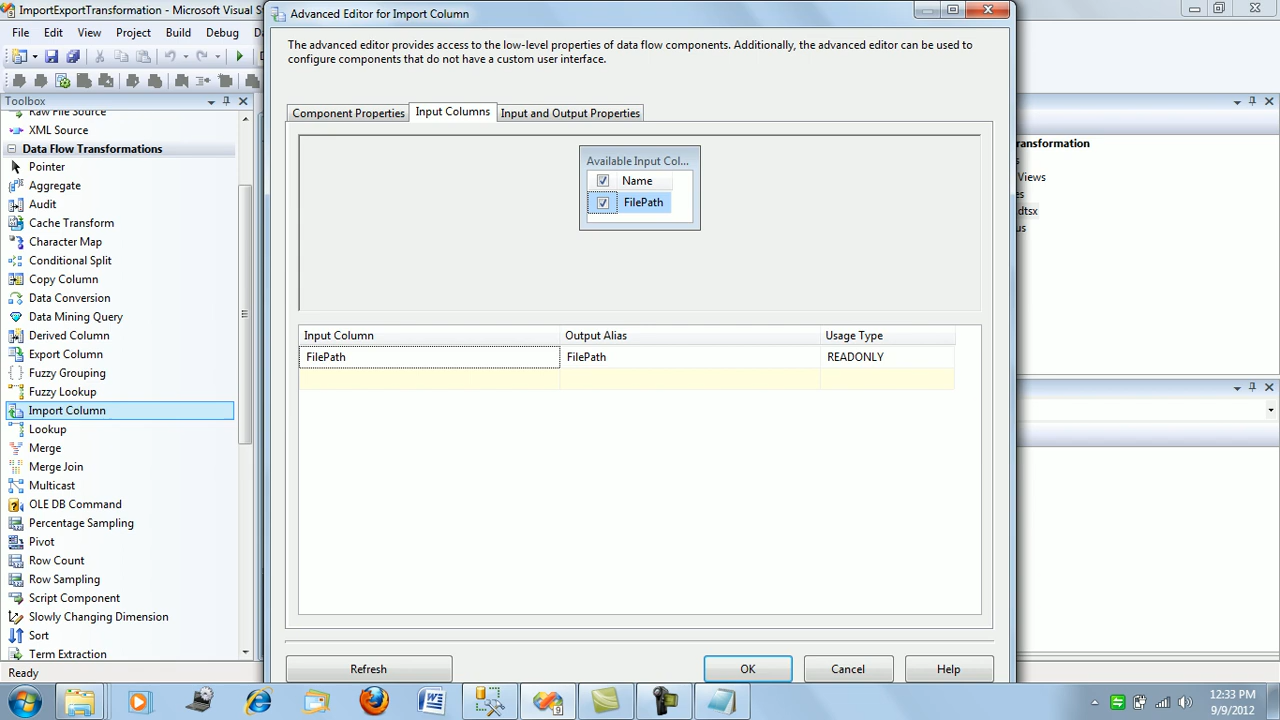 ImportExportTransformation - Microsoft Visual S
Advanced Editor for Import Column
File Edit View Project Build Debug
The advanced editor provides access to the low-level properties of data flow components. Additionally, the advanced editor can be used to
configure components that do not have a custom user interface.
Toolbox
Raw File Source
XML Source
Data Flow Transformations
Pointer
Aggregate
Audit
Cache Transform
Character Map
Conditional Split
Copy Column
Data Conversion
Data Mining Query
Derived Column
Export Column
Fuzzy Grouping
Fuzzy Lookup
Import Column
Lookup
Merge
Merge Join
Multicast
OLE DB Command
Percentage Sampling
Pivot
Row Count
Row Sampling
Script Component
Slowly Changing Dimension
Sort
Term Extraction
Component Properties Input Columns Input and Output Properties
Available Input Col...
Name
FilePath
Input Column Output Alias Usage Type
FilePath FilePath READONLY
Refresh OK Cancel Help
ransformation
s
Views
es
dtsx
us
Ready
12:33 PM
9/9/2012